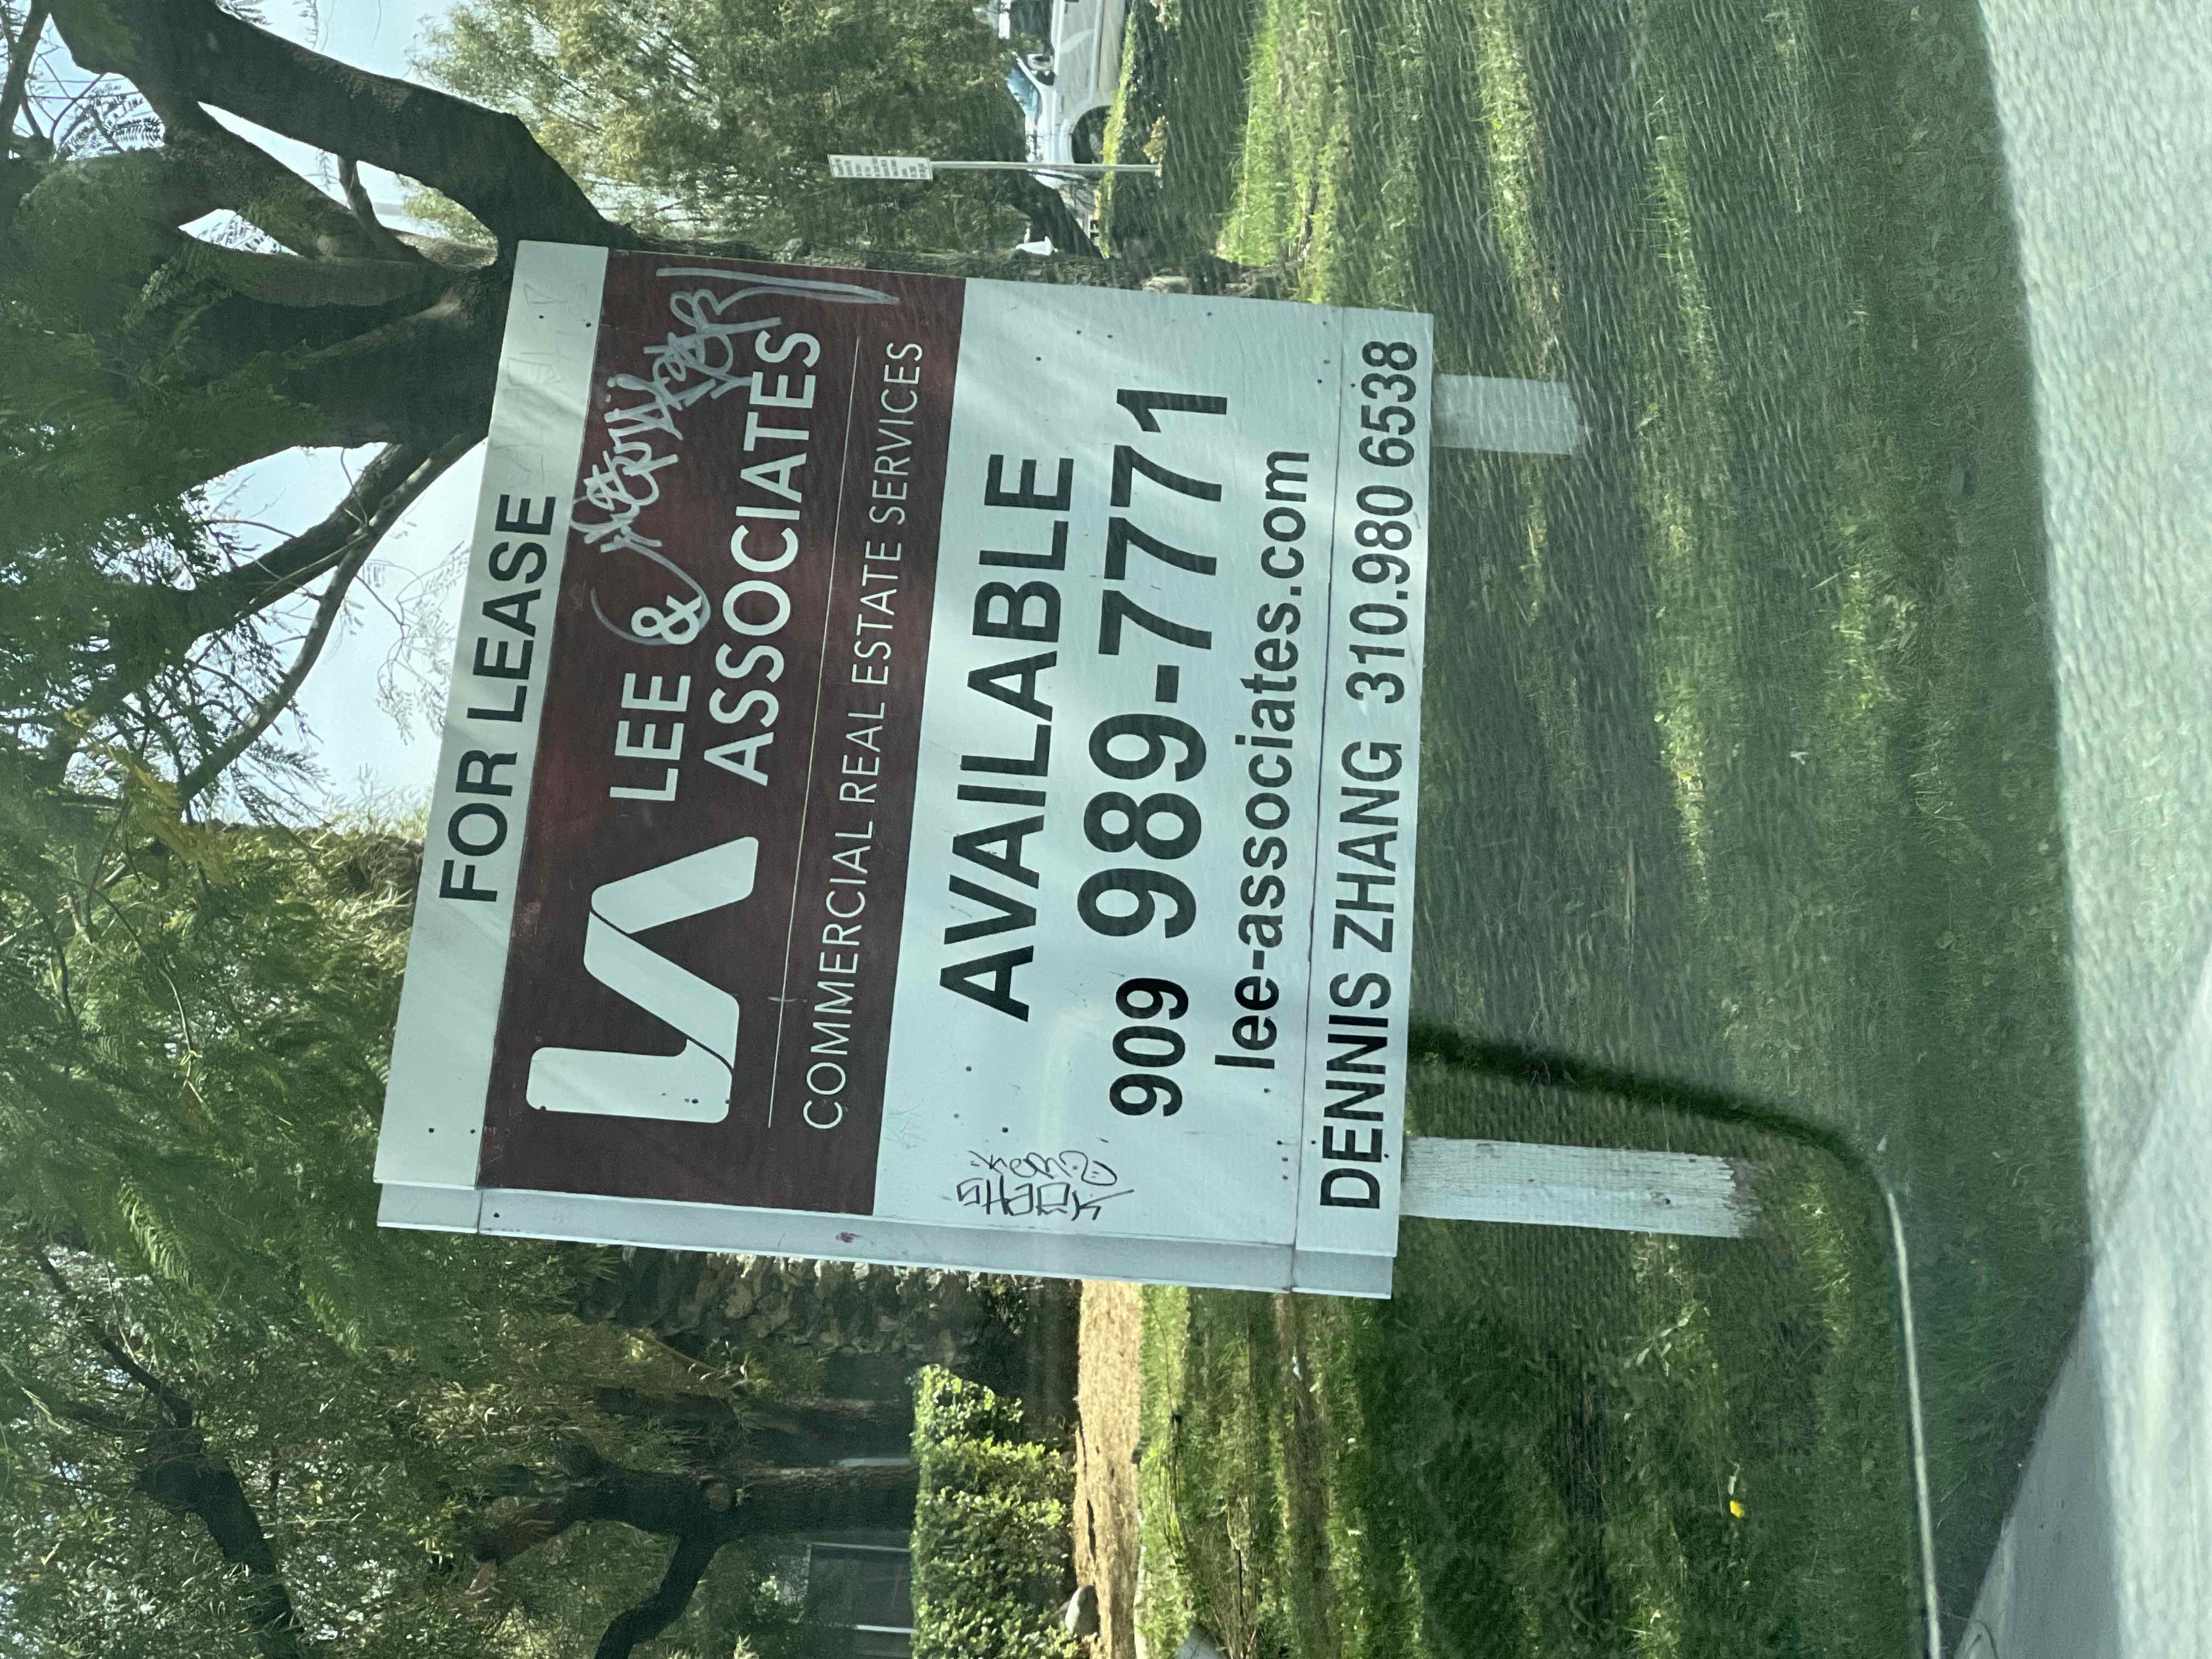 FOR LEASE
LEE &
ASSOCIATES
COMMERCIAL REAL ESTATE SERVICES
AVAILABLE
909 989-7771
lee-associates.com
DENNIS ZHANG 310.980 6538